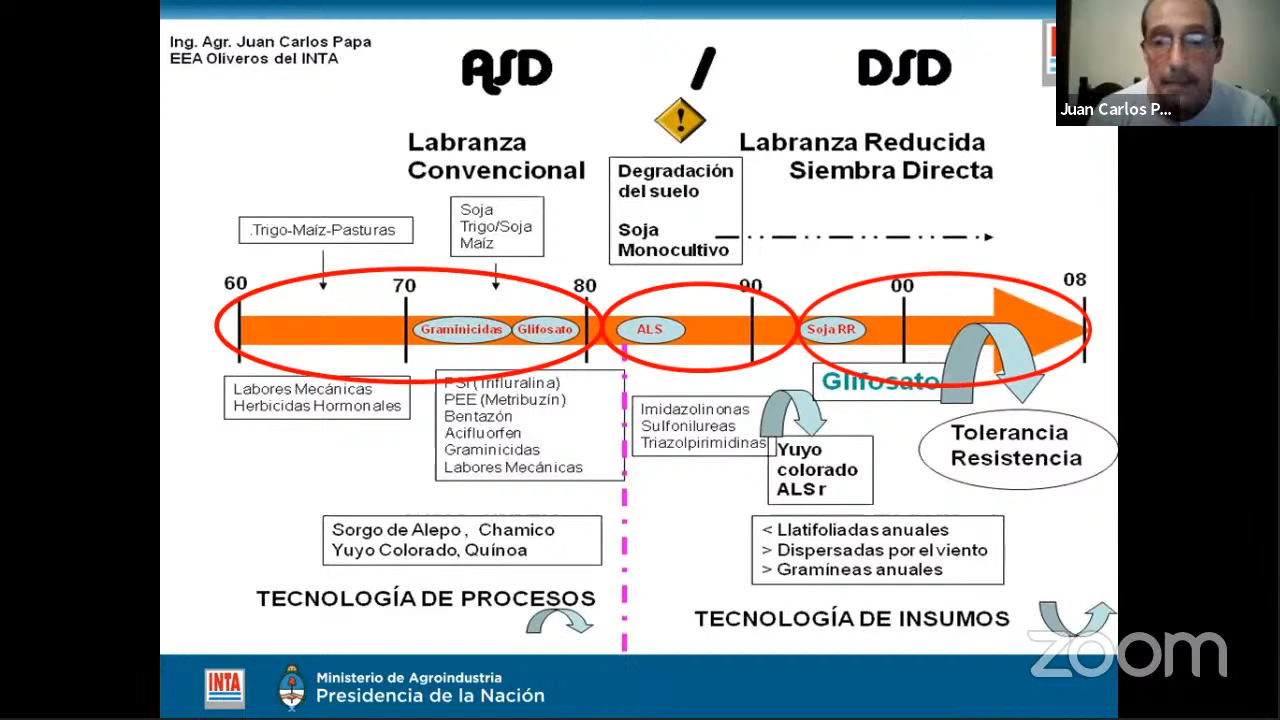 Ing. Agr. Juan Carlos Papa
EEA Oliveros del INTA
ASD / DSD
Juan Carlos P...
Labranza
Convencional
Labranza Reducida
Siembra Directa
Degradación
del suelo
Soja
Monocultivo
.Trigo-Maíz-Pasturas
Soja
Trigo/Soja
Maíz
60 70 80 90 00 08
Graminicidas Glifosato ALS Soja RR
Glifosato
Labores Mecánicas
Herbicidas Hormonales
PSI (Trifluralina)
PEE (Metribuzín)
Bentazón
Acifluorfen
Graminicidas
Labores Mecánicas
Imidazolinonas
Sulfonilureas
Triazolpirimidinas
Yuyo
colorado
ALS r
Tolerancia
Resistencia
Sorgo de Alepo , Chamico
Yuyo Colorado, Quínoa
< Llatifoliadas anuales
> Dispersadas por el viento
> Gramíneas anuales
TECNOLOGÍA DE PROCESOS
TECNOLOGÍA DE INSUMOS
zoom
INTA
Ministerio de Agroindustria
Presidencia de la Nación